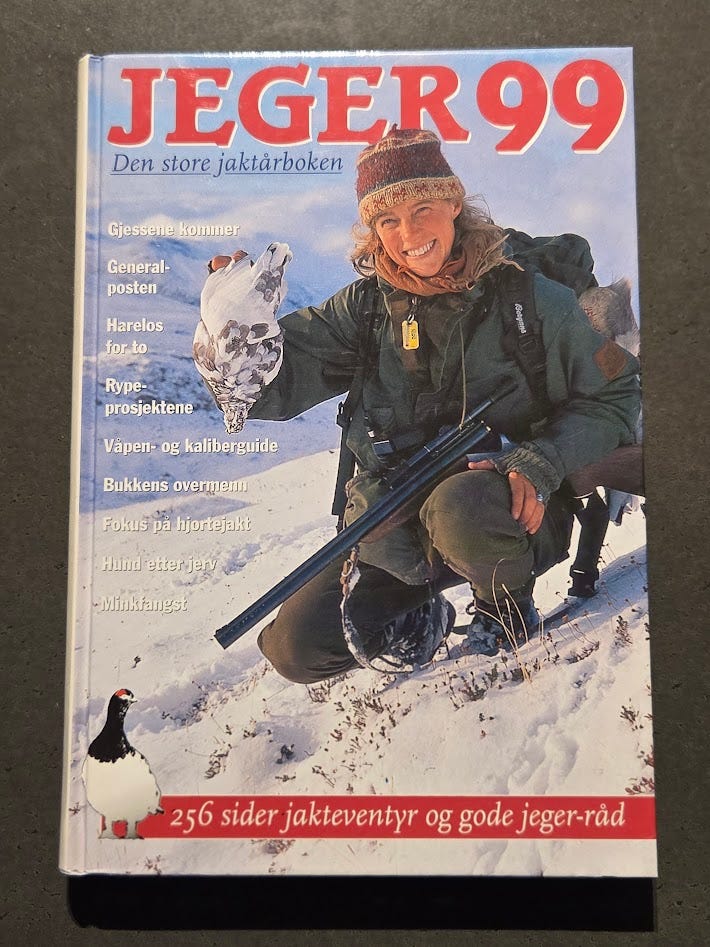 JEGER 99
Den store jaktårboken
Gjessene kommer
General-
posten
Harelos
for to
Rype-
prosjektene
Våpen- og kaliberguide
Bukkens overmenn
Fokus på hjortejakt
Hund etter jerv
Minkfangst
256 sider jakteventyr og gode jeger-råd